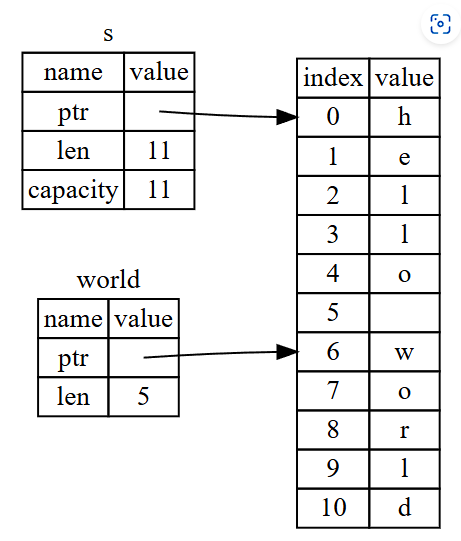 s
name value
ptr
len 11
capacity 11
world
name value
ptr
len 5
index value
0 h
1 e
2 l
3 l
4 o
5
6 w
7 o
8 r
9 l
10 d